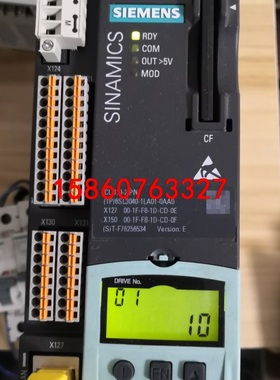 SIEMENS
X124
RDY
COM
OUT>5V
MOD
SINAMICS
CF
15860763327
(1P)6SL3040-1LA01-0AA0
X127 00-1F-F8-1D-CD-0E
X150 00-1F-F8-1D-CD-0F
(S)T-F76256534 Version E
X130
X131
X127
DRIVE No.
01
10
FN